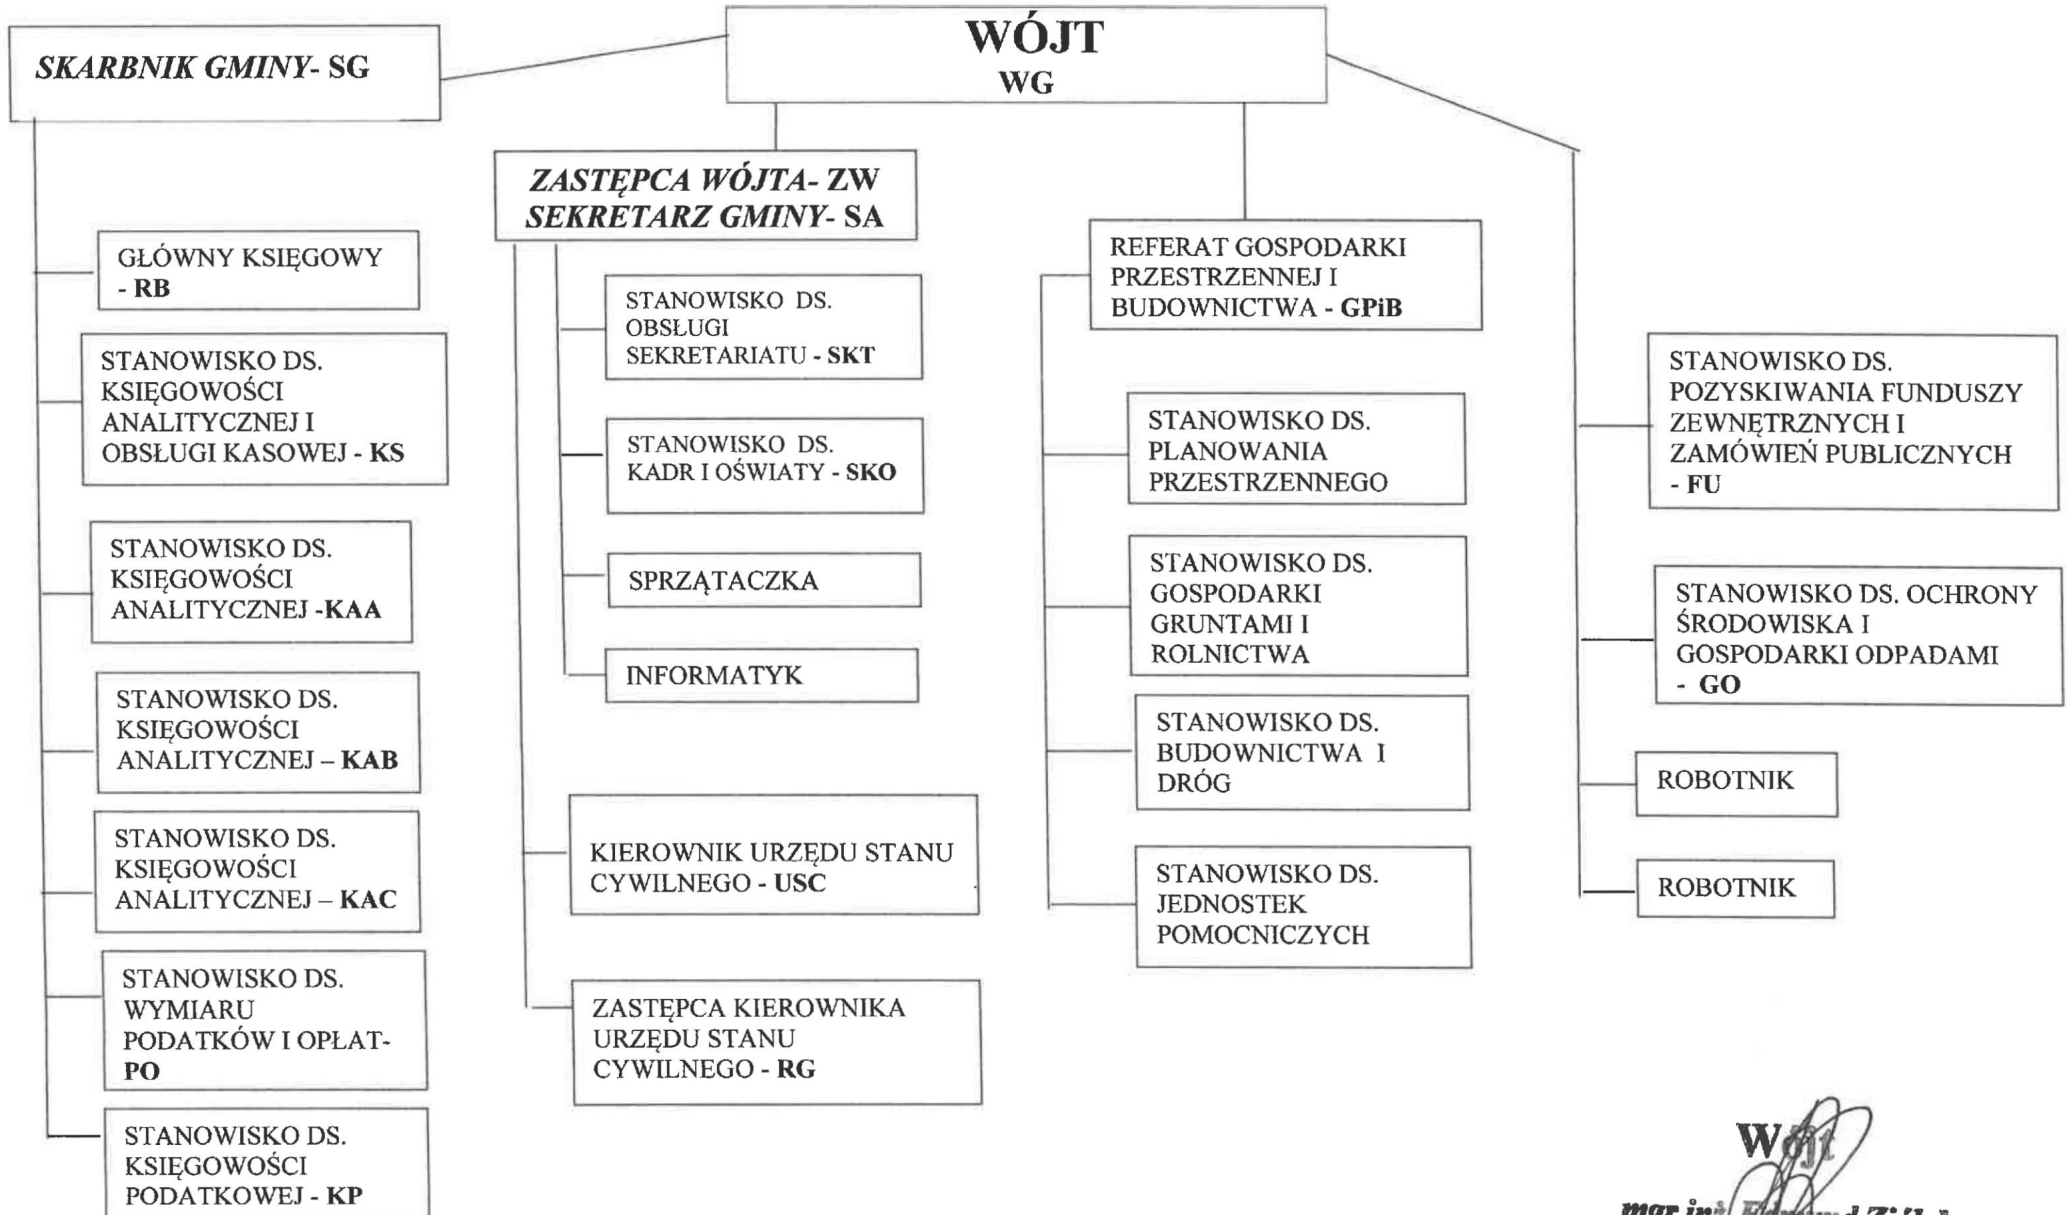 WÓJT
WG
SKARBNIK GMINY- SG
GŁÓWNY KSIĘGOWY
- RB
STANOWISKO DS.
KSIĘGOWOŚCI
ANALITYCZNEJ I
OBSŁUGI KASOWEJ - KS
STANOWISKO DS.
KSIĘGOWOŚCI
ANALITYCZNEJ -KAA
STANOWISKO DS.
KSIĘGOWOŚCI
ANALITYCZNEJ – KAB
STANOWISKO DS.
KSIĘGOWOŚCI
ANALITYCZNEJ – KAC
STANOWISKO DS.
WYMIARU
PODATKÓW I OPŁAT-
PO
STANOWISKO DS.
KSIĘGOWOŚCI
PODATKOWEJ - KP
ZASTĘPCA WÓJTA- ZW
SEKRETARZ GMINY- SA
STANOWISKO DS.
OBSŁUGI
SEKRETARIATU - SKT
STANOWISKO DS.
KADR I OŚWIATY - SKO
SPRZĄTACZKA
INFORMATYK
KIEROWNIK URZĘDU STANU
CYWILNEGO - USC
ZASTĘPCA KIEROWNIKA
URZĘDU STANU
CYWILNEGO - RG
REFERAT GOSPODARKI
PRZESTRZENNEJ I
BUDOWNICTWA - GPiB
STANOWISKO DS.
PLANOWANIA
PRZESTRZENNEGO
STANOWISKO DS.
GOSPODARKI
GRUNTAMI I
ROLNICTWA
STANOWISKO DS.
BUDOWNICTWA I
DRÓG
STANOWISKO DS.
JEDNOSTEK
POMOCNICZYCH
STANOWISKO DS.
POZYSKIWANIA FUNDUSZY
ZEWNĘTRZNYCH I
ZAMÓWIEŃ PUBLICZNYCH
- FU
STANOWISKO DS. OCHRONY
ŚRODOWISKA I
GOSPODARKI ODPADAMI
- GO
ROBOTNIK
ROBOTNIK
Wójt
mgr inż